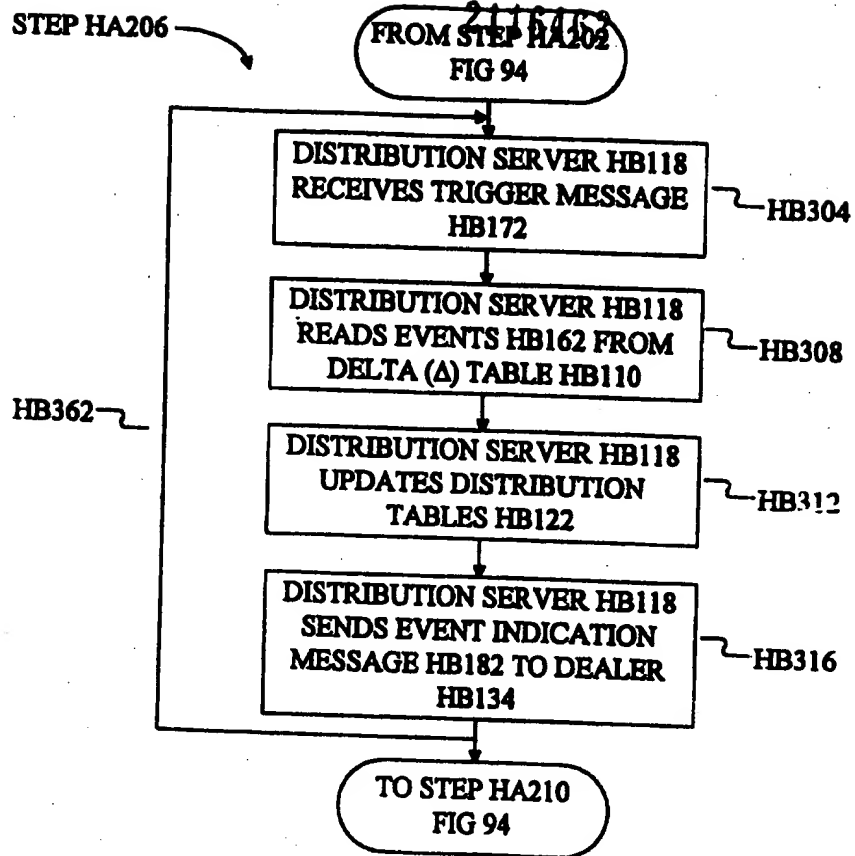 STEP HA206
FROM STEP HA202
FIG 94
DISTRIBUTION SERVER HB118
RECEIVES TRIGGER MESSAGE
HB172
HB304
DISTRIBUTION SERVER HB118
READS EVENTS HB162 FROM
DELTA (Δ) TABLE HB110
HB308
HB362
DISTRIBUTION SERVER HB118
UPDATES DISTRIBUTION
TABLES HB122
HB312
DISTRIBUTION SERVER HB118
SENDS EVENT INDICATION
MESSAGE HB182 TO DEALER
HB134
HB316
TO STEP HA210
FIG 94